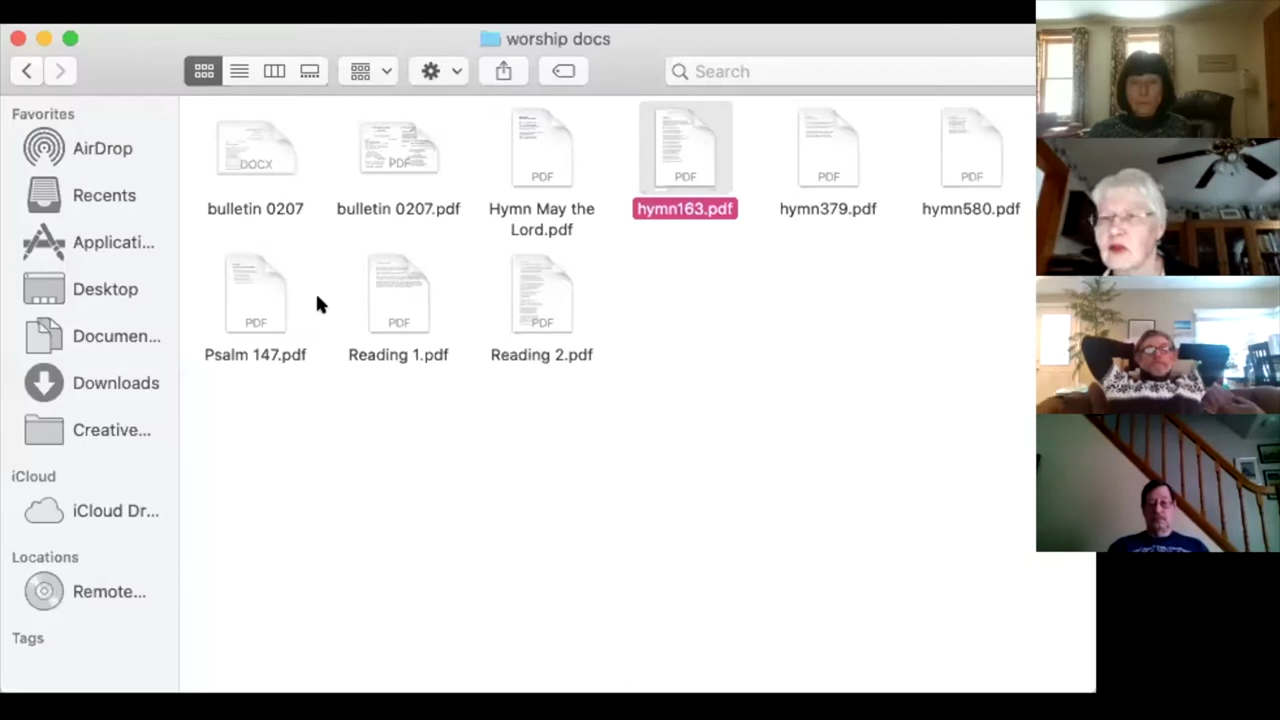 worship docs
Search
Favorites
AirDrop
Recents
Applicati...
Desktop
Documen...
Downloads
Creative...
iCloud
iCloud Dr...
Locations
Remote...
Tags
DOCX
PDF
PDF
PDF
PDF
PDF
bulletin 0207
bulletin 0207.pdf
Hymn May the
Lord.pdf
hymn163.pdf
hymn379.pdf
hymn580.pdf
PDF
PDF
PDF
Psalm 147.pdf
Reading 1.pdf
Reading 2.pdf